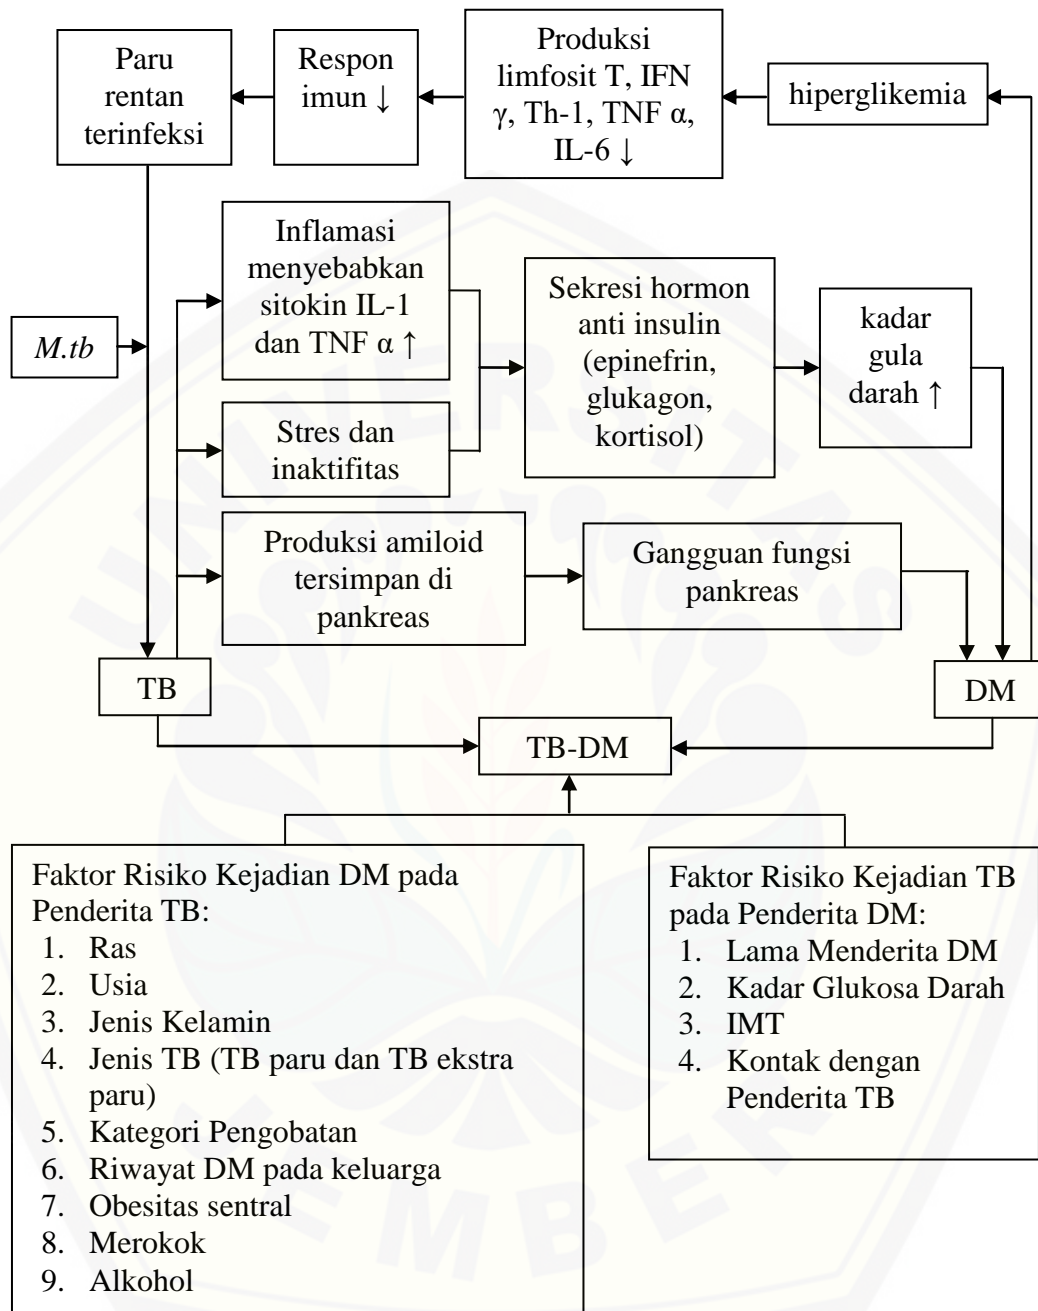 Paru
rentan
terinfeksi
Respon
imun ↓
Produksi
limfosit T, IFN
γ, Th-1, TNF α,
IL-6 ↓
hiperglikemia
Inflamasi
menyebabkan
sitokin IL-1
dan TNF α ↑
Sekresi hormon
anti insulin
(epinefrin,
glukagon,
kortisol)
kadar
gula
darah ↑
M.tb
Stres dan
inaktifitas
Produksi amiloid
tersimpan di
pankreas
Gangguan fungsi
pankreas
TB
DM
TB-DM
Faktor Risiko Kejadian DM pada
Penderita TB:
1. Ras
2. Usia
3. Jenis Kelamin
4. Jenis TB (TB paru dan TB ekstra
paru)
5. Kategori Pengobatan
6. Riwayat DM pada keluarga
7. Obesitas sentral
8. Merokok
9. Alkohol
Faktor Risiko Kejadian TB
pada Penderita DM:
1. Lama Menderita DM
2. Kadar Glukosa Darah
3. IMT
4. Kontak dengan
Penderita TB
UNIVERSITAS
JEMBER